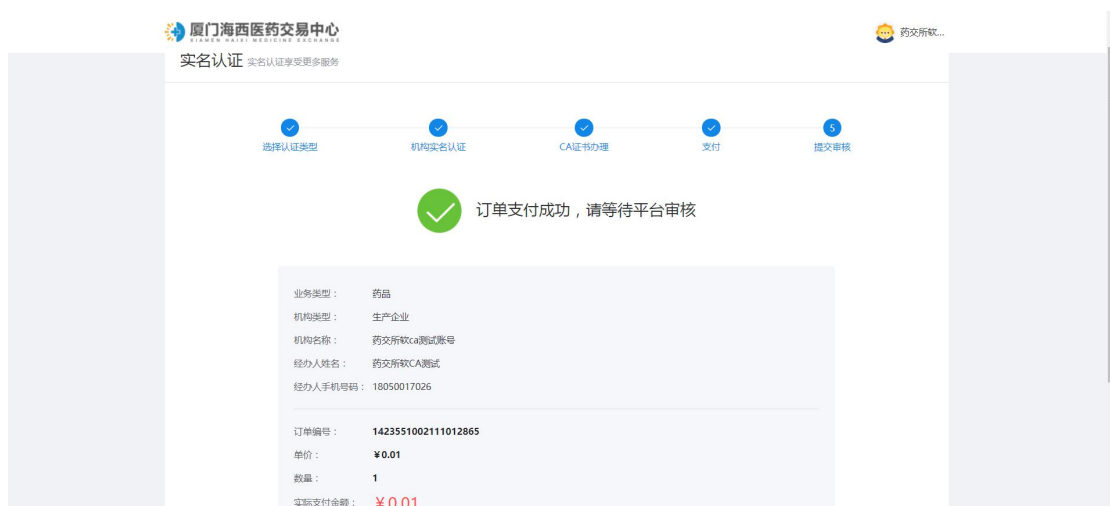 厦门海西医药交易中心
XIAMEN HAIXI MEDICINE EXCHANGE
药交所软...
实名认证 实名认证享受更多服务
5
选择认证类型 机构实名认证 CA证书办理 支付 提交审核
订单支付成功，请等待平台审核
业务类型： 药品
机构类型： 生产企业
机构名称： 药交所软ca测试账号
经办人姓名： 药交所软CA测试
经办人手机号码： 18050017026
订单编号： 1423551002111012865
单价： ¥0.01
数量： 1
实际支付金额： ¥0.01